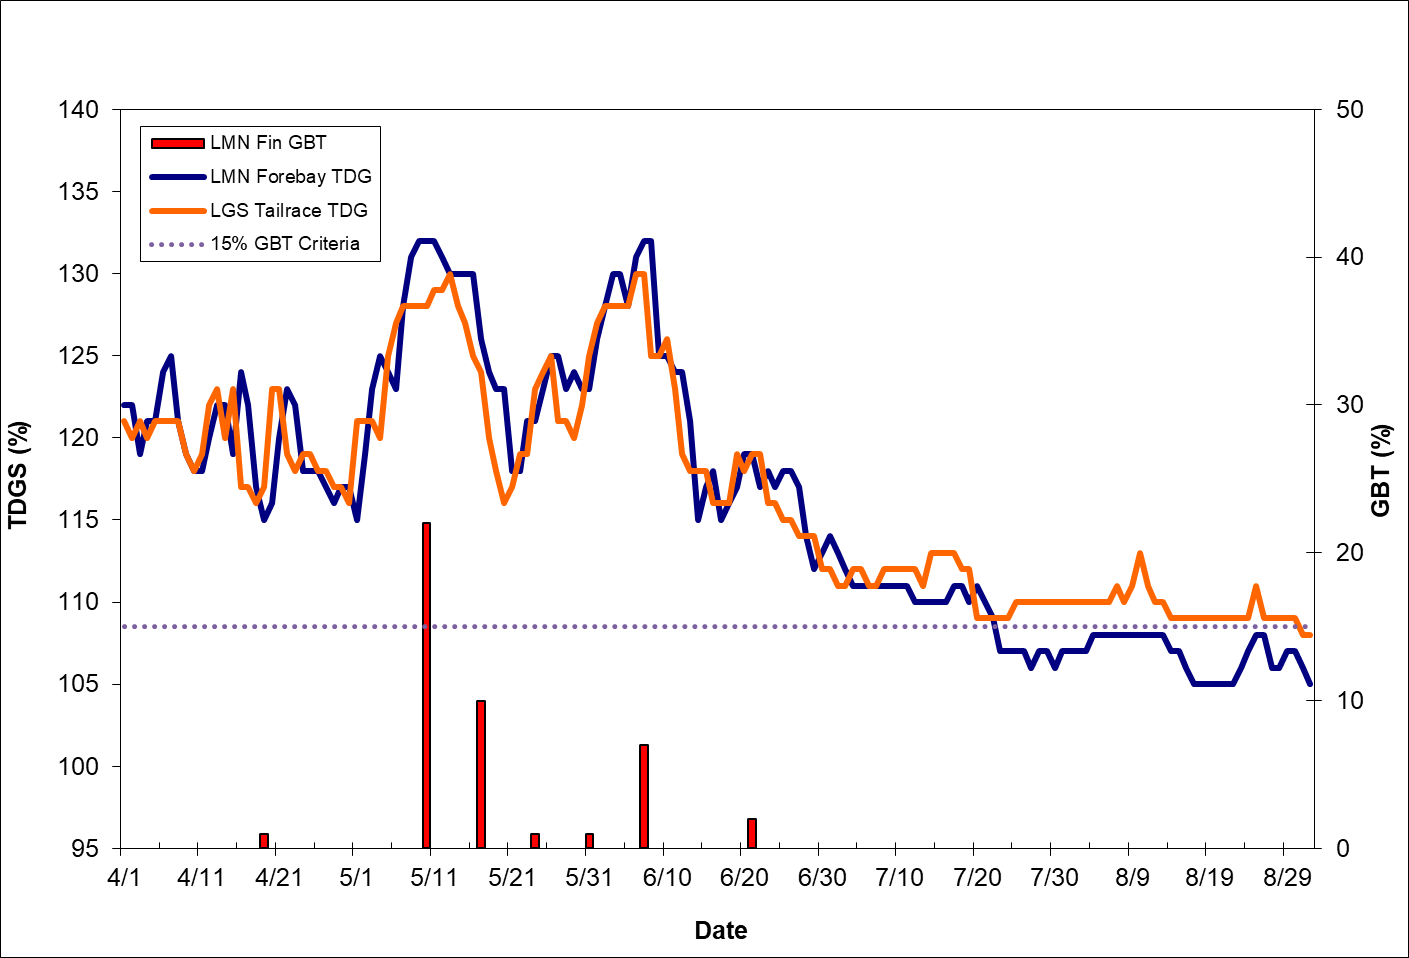 140
135
130
125
120
115
110
105
100
95
TDGS (%)
LMN Fin GBT
LMN Forebay TDG
LGS Tailrace TDG
15% GBT Criteria
50
40
30
20
10
0
GBT (%)
4/1 4/11 4/21 5/1 5/11 5/21 5/31 6/10 6/20 6/30 7/10 7/20 7/30 8/9 8/19 8/29
Date